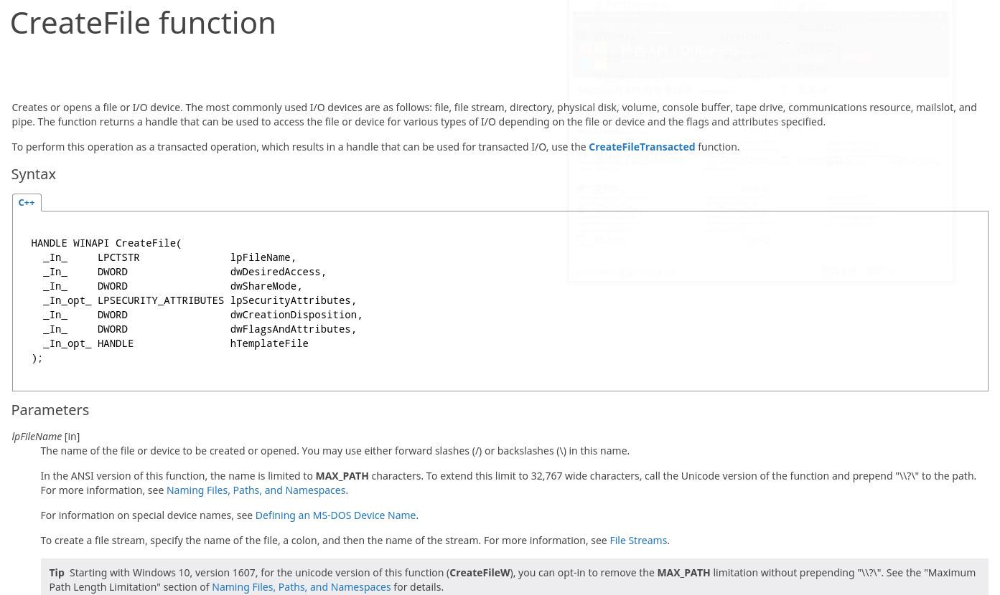 CreateFile function
Creates or opens a file or I/O device. The most commonly used I/O devices are as follows: file, file stream, directory, physical disk, volume, console buffer, tape drive, communications resource, mailslot, and
pipe. The function returns a handle that can be used to access the file or device for various types of I/O depending on the file or device and the flags and attributes specified.
To perform this operation as a transacted operation, which results in a handle that can be used for transacted I/O, use the CreateFileTransacted function.
Syntax
C++
HANDLE WINAPI CreateFile(
  _In_     LPCTSTR               lpFileName,
  _In_     DWORD                 dwDesiredAccess,
  _In_     DWORD                 dwShareMode,
  _In_opt_ LPSECURITY_ATTRIBUTES lpSecurityAttributes,
  _In_     DWORD                 dwCreationDisposition,
  _In_     DWORD                 dwFlagsAndAttributes,
  _In_opt_ HANDLE                hTemplateFile
);
Parameters
lpFileName [in]
The name of the file or device to be created or opened. You may use either forward slashes (/) or backslashes (\) in this name.
In the ANSI version of this function, the name is limited to MAX_PATH characters. To extend this limit to 32,767 wide characters, call the Unicode version of the function and prepend "\\?\" to the path.
For more information, see Naming Files, Paths, and Namespaces.
For information on special device names, see Defining an MS-DOS Device Name.
To create a file stream, specify the name of the file, a colon, and then the name of the stream. For more information, see File Streams.
Tip  Starting with Windows 10, version 1607, for the unicode version of this function (CreateFileW), you can opt-in to remove the MAX_PATH limitation without prepending "\\?\". See the "Maximum
Path Length Limitation" section of Naming Files, Paths, and Namespaces for details.